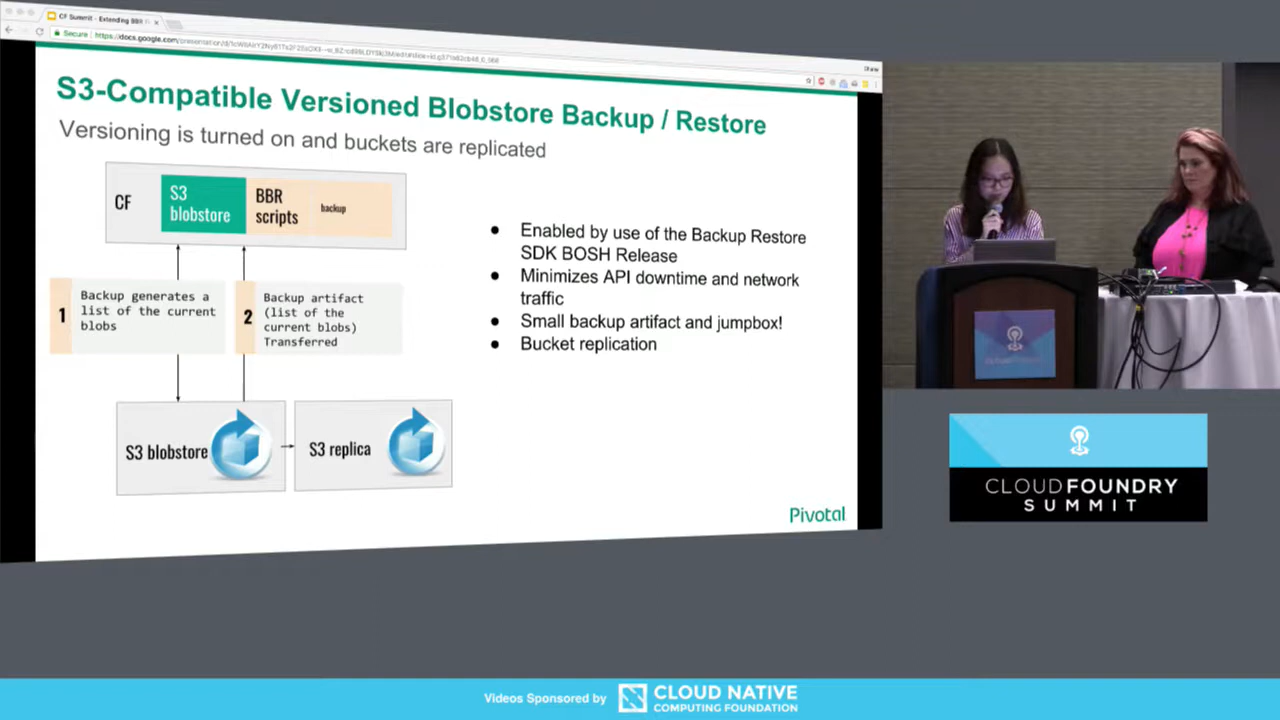 CF Summit - Extending BBR
Secure
S3-Compatible Versioned Blobstore Backup / Restore
Versioning is turned on and buckets are replicated
CF
S3
blobstore
BBR
scripts
backup
1
Backup generates a
list of the current
blobs
2
Backup artifact
(list of the
current blobs)
Transferred
S3 blobstore
S3 replica
• Enabled by use of the Backup Restore
SDK BOSH Release
• Minimizes API downtime and network
traffic
• Small backup artifact and jumpbox!
• Bucket replication
Pivotal
CLOUD FOUNDRY
SUMMIT
Videos Sponsored by
CLOUD NATIVE
COMPUTING FOUNDATION